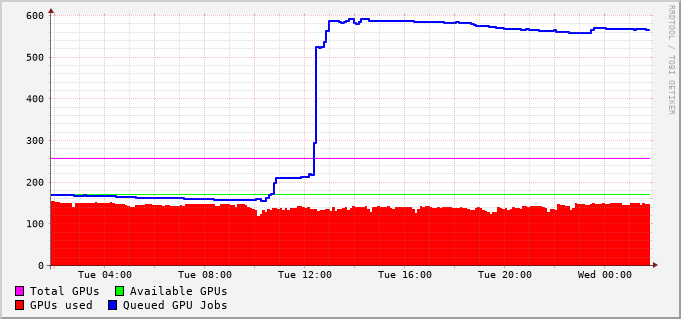 600
500
400
300
200
100
0
Tue 04:00 Tue 08:00 Tue 12:00 Tue 16:00 Tue 20:00 Wed 00:00
Total GPUs Available GPUs
GPUs used Queued GPU Jobs
RRDTOOL / TOBI OETIKER